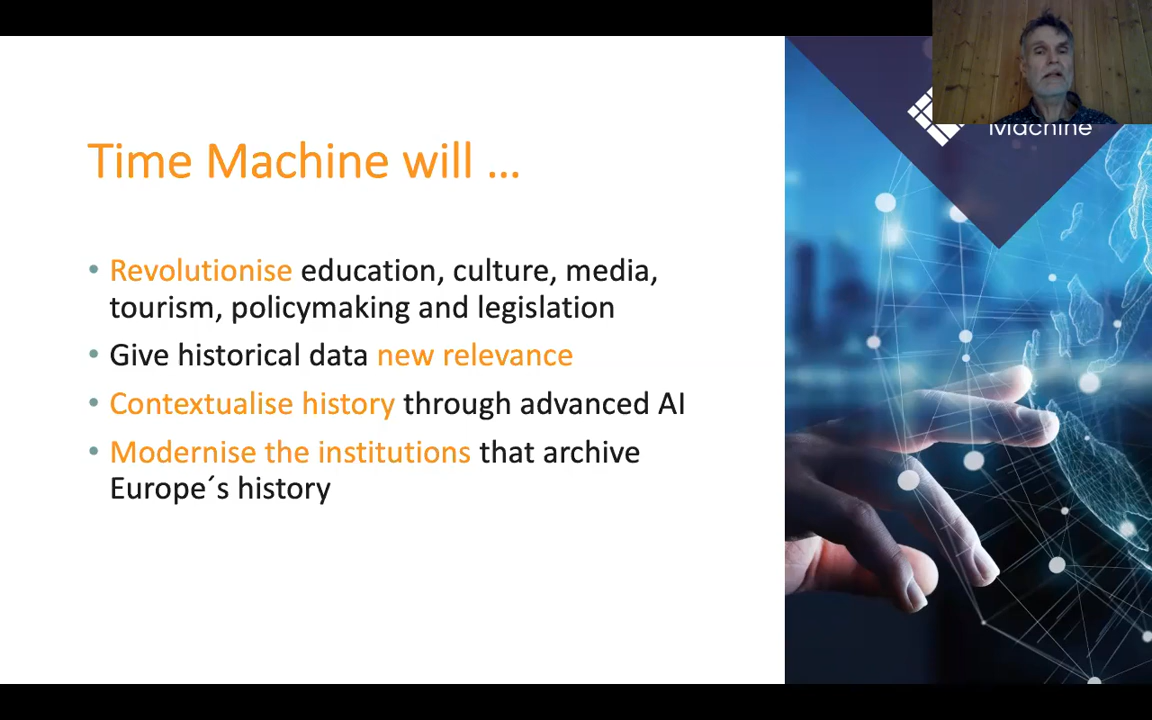 Machine
Time Machine will ...
• Revolutionise education, culture, media,
tourism, policymaking and legislation
• Give historical data new relevance
• Contextualise history through advanced AI
• Modernise the institutions that archive
Europe´s history